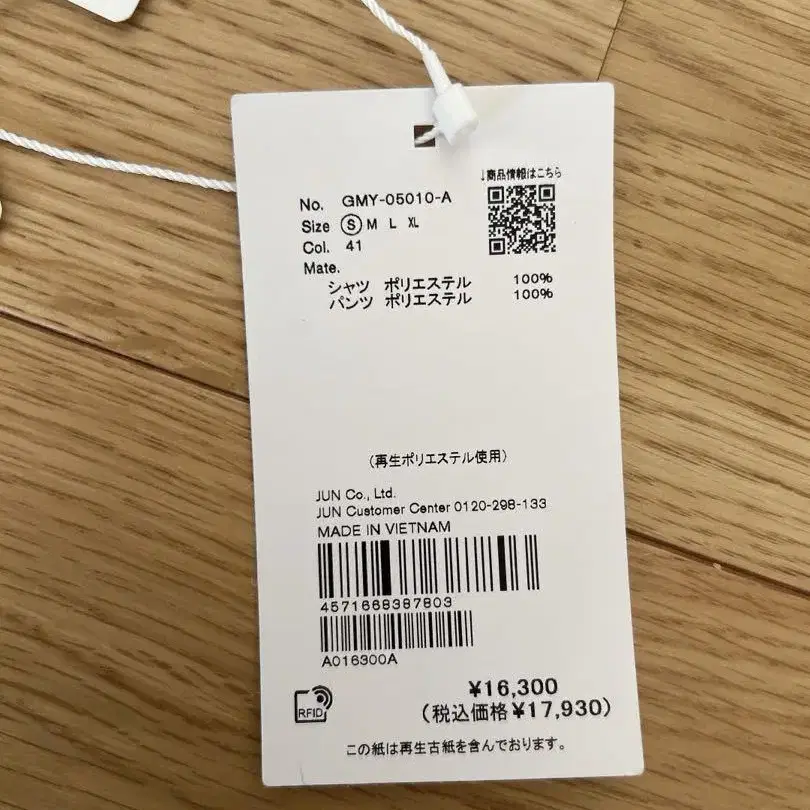 ↓商品情報はこちら
No. GMY-05010-A
Size S M L XL
Col. 41
Mate.
シャツ ポリエステル 100%
パンツ ポリエステル 100%
(再生ポリエステル使用)
JUN Co., Ltd.
JUN Customer Center 0120-298-133
MADE IN VIETNAM
4571668387803
A016300A
RFID
¥16,300
(税込価格¥17,930)
この紙は再生古紙を含んでおります。